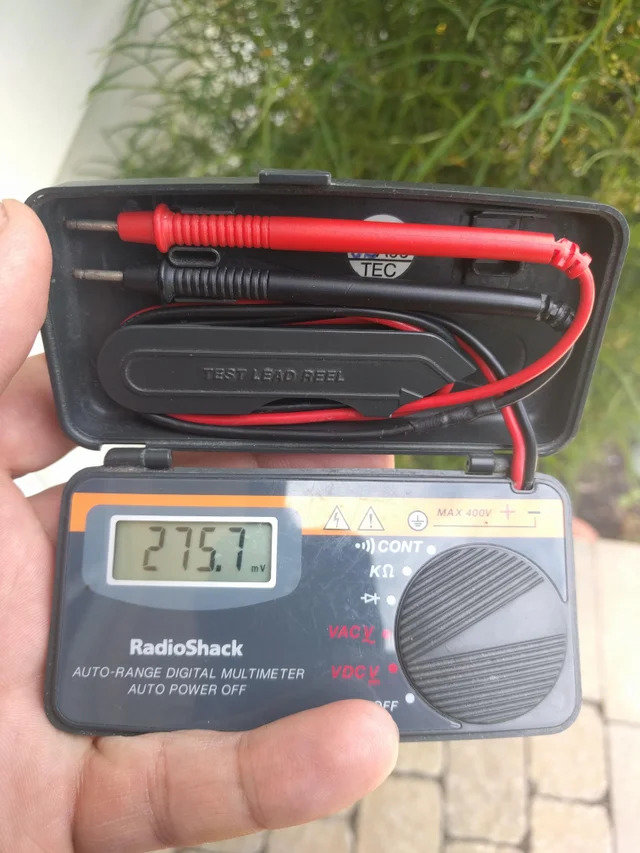 TEC
TEST LEAD REEL
MAX 400V + −
275.7 mV
•))) CONT
KΩ
VAC V
VDC V
RadioShack
AUTO-RANGE DIGITAL MULTIMETER
AUTO POWER OFF